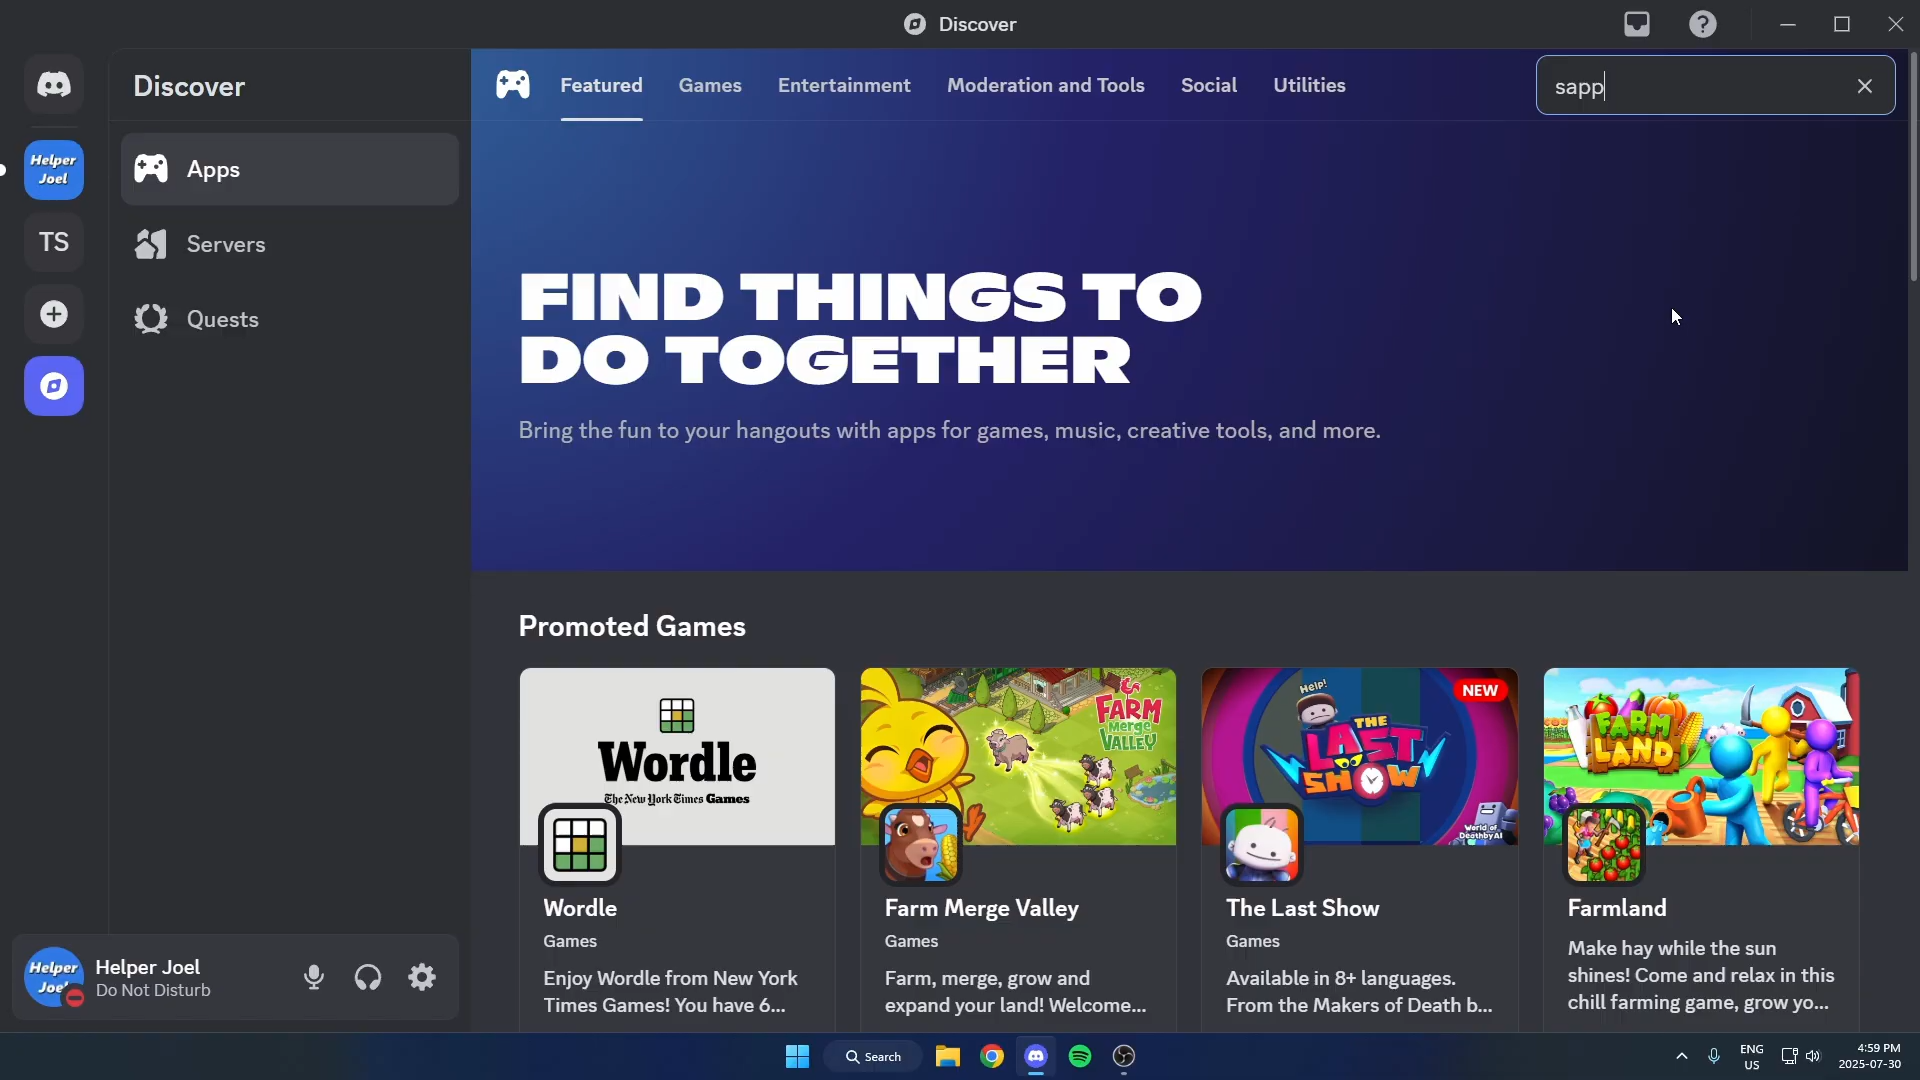 Discover
Discover
Featured
Games
Entertainment
Moderation and Tools
Social
Utilities
sapp
Helper
Joel
TS
Apps
Servers
Quests
FIND THINGS TO
DO TOGETHER
Bring the fun to your hangouts with apps for games, music, creative tools, and more.
Promoted Games
Wordle
The New York Times Games
Wordle
Games
Enjoy Wordle from New York
Times Games! You have 6...
FARM
Merge
VALLEY
Farm Merge Valley
Games
Farm, merge, grow and
expand your land! Welcome...
NEW
Help!
THE
LAST
SHOW
World of
DeathbyAI
The Last Show
Games
Available in 8+ languages.
From the Makers of Death b...
FARM
LAND
Farmland
Make hay while the sun
shines! Come and relax in this
chill farming game, grow yo...
Helper
Joel
Helper Joel
Do Not Disturb
Search
ENG
US
4:59 PM
2025-07-30